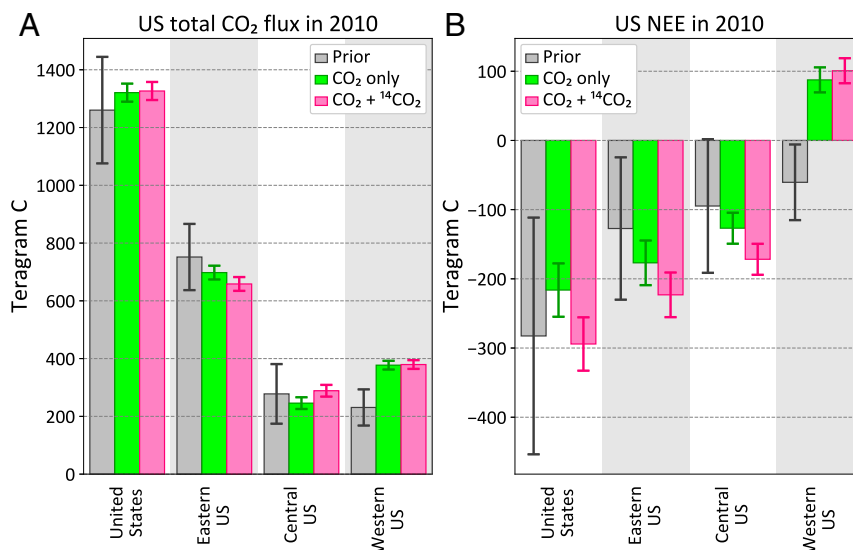 A
US total CO₂ flux in 2010
Teragram C
1400
1200
1000
800
600
400
200
0
Prior
CO₂ only
CO₂ + ¹⁴CO₂
United
States
Eastern
US
Central
US
Western
US
B
US NEE in 2010
Teragram C
100
0
−100
−200
−300
−400
Prior
CO₂ only
CO₂ + ¹⁴CO₂
United
States
Eastern
US
Central
US
Western
US